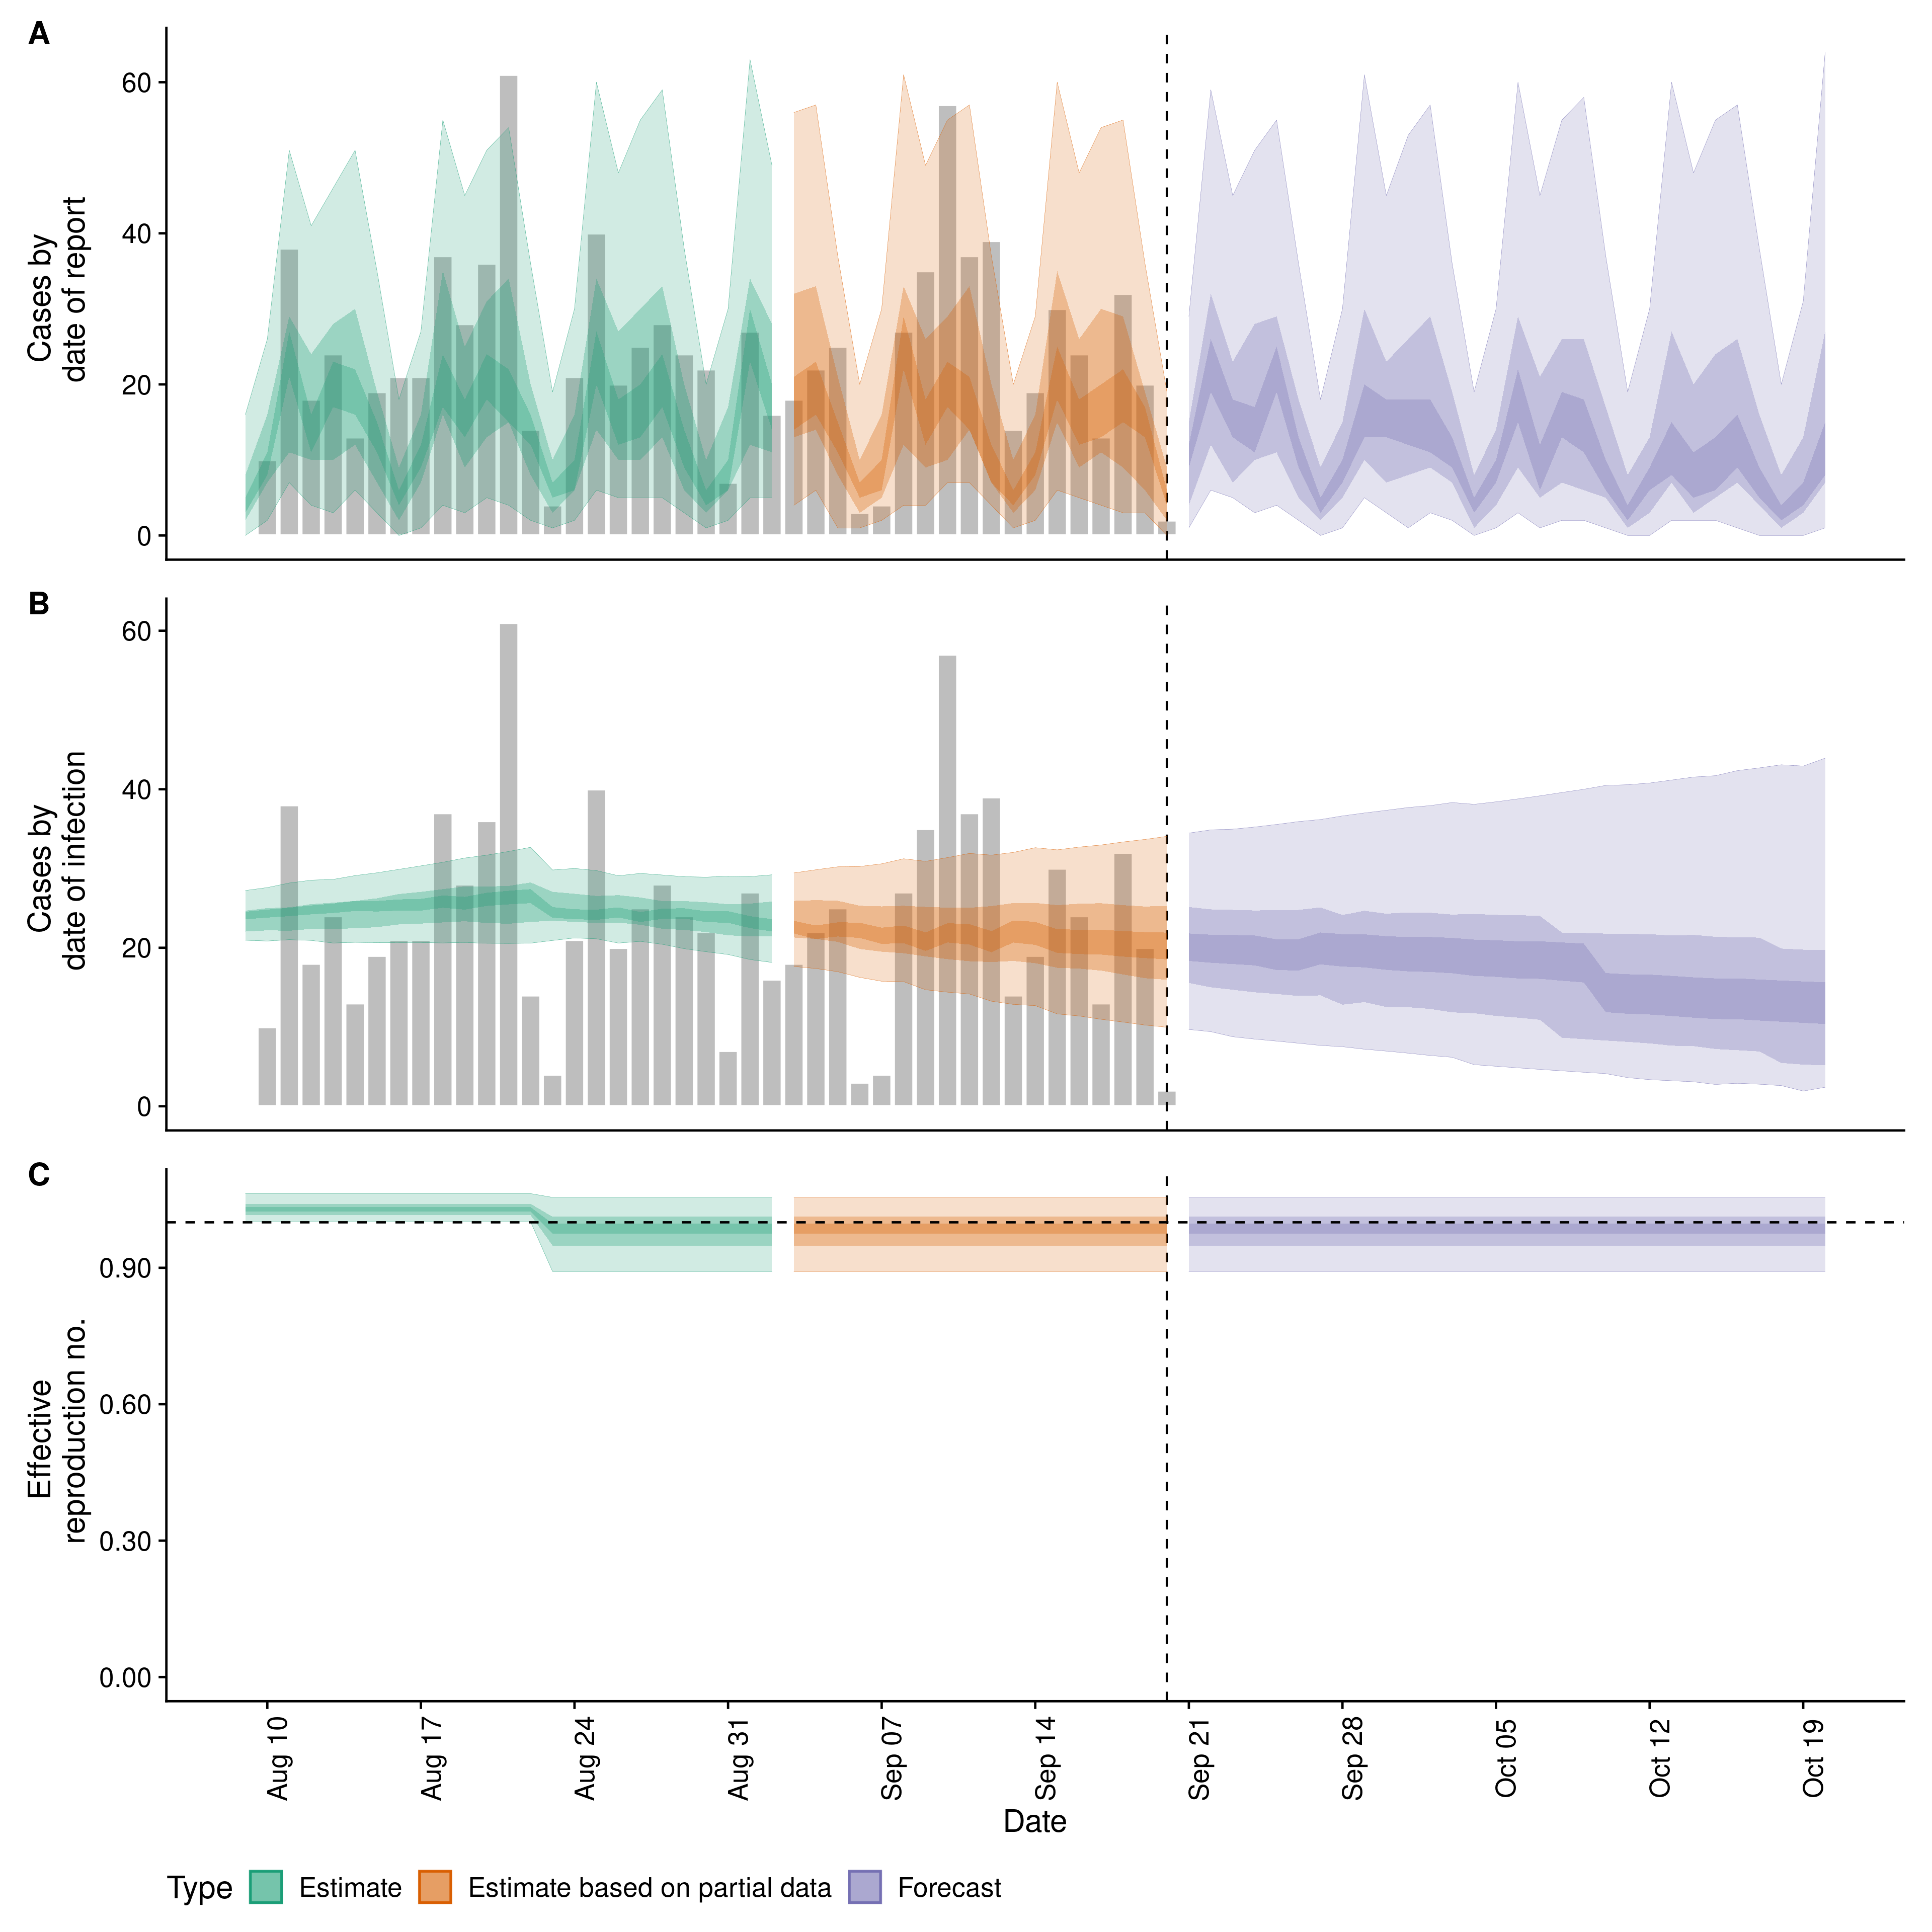 A
60
40
20
0
Cases by
date of report
B
60
40
20
0
Cases by
date of infection
C
0.90
0.60
0.30
0.00
Effective
reproduction no.
Aug 10
Aug 17
Aug 24
Aug 31
Sep 07
Sep 14
Sep 21
Sep 28
Oct 05
Oct 12
Oct 19
Date
Type Estimate Estimate based on partial data Forecast